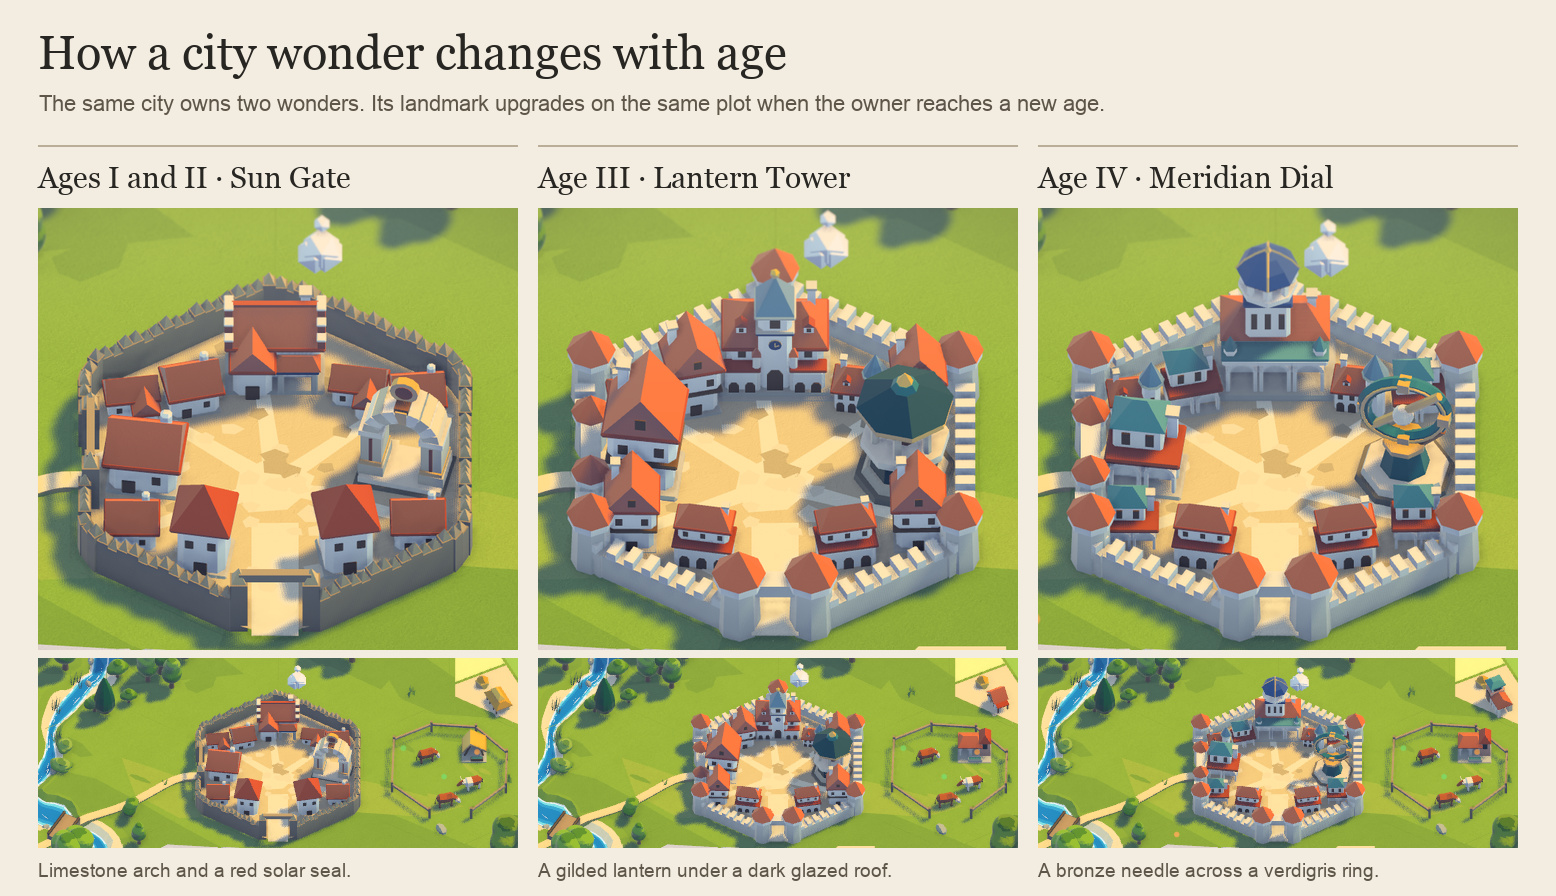 How a city wonder changes with age
The same city owns two wonders. Its landmark upgrades on the same plot when the owner reaches a new age.
Ages I and II · Sun Gate
Age III · Lantern Tower
Age IV · Meridian Dial
Limestone arch and a red solar seal.
A gilded lantern under a dark glazed roof.
A bronze needle across a verdigris ring.